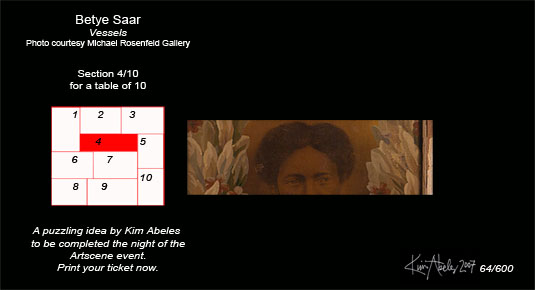 Betye Saar
Vessels
Photo courtesy Michael Rosenfeld Gallery
Section 4/10
for a table of 10
1 2 3
4 5
6 7
10
8 9
A puzzling idea by Kim Abeles
to be completed the night of the
Artscene event.
Print your ticket now.
Kim Abeles 2007 64/600